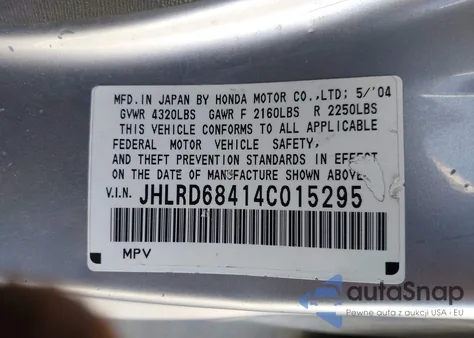 MFD.IN JAPAN BY HONDA MOTOR CO.,LTD; 5/'04
GVWR 4320LBS GAWR F 2160LBS R 2250LBS
THIS VEHICLE CONFORMS TO ALL APPLICABLE
FEDERAL MOTOR VEHICLE SAFETY,
AND THEFT PREVENTION STANDARDS IN EFFECT
ON THE DATE OF MANUFACTURE SHOWN ABOVE.
V.I.N. JHLRD68414C015295
MPV
autoSnap
Pewne auta z aukcji USA - EU